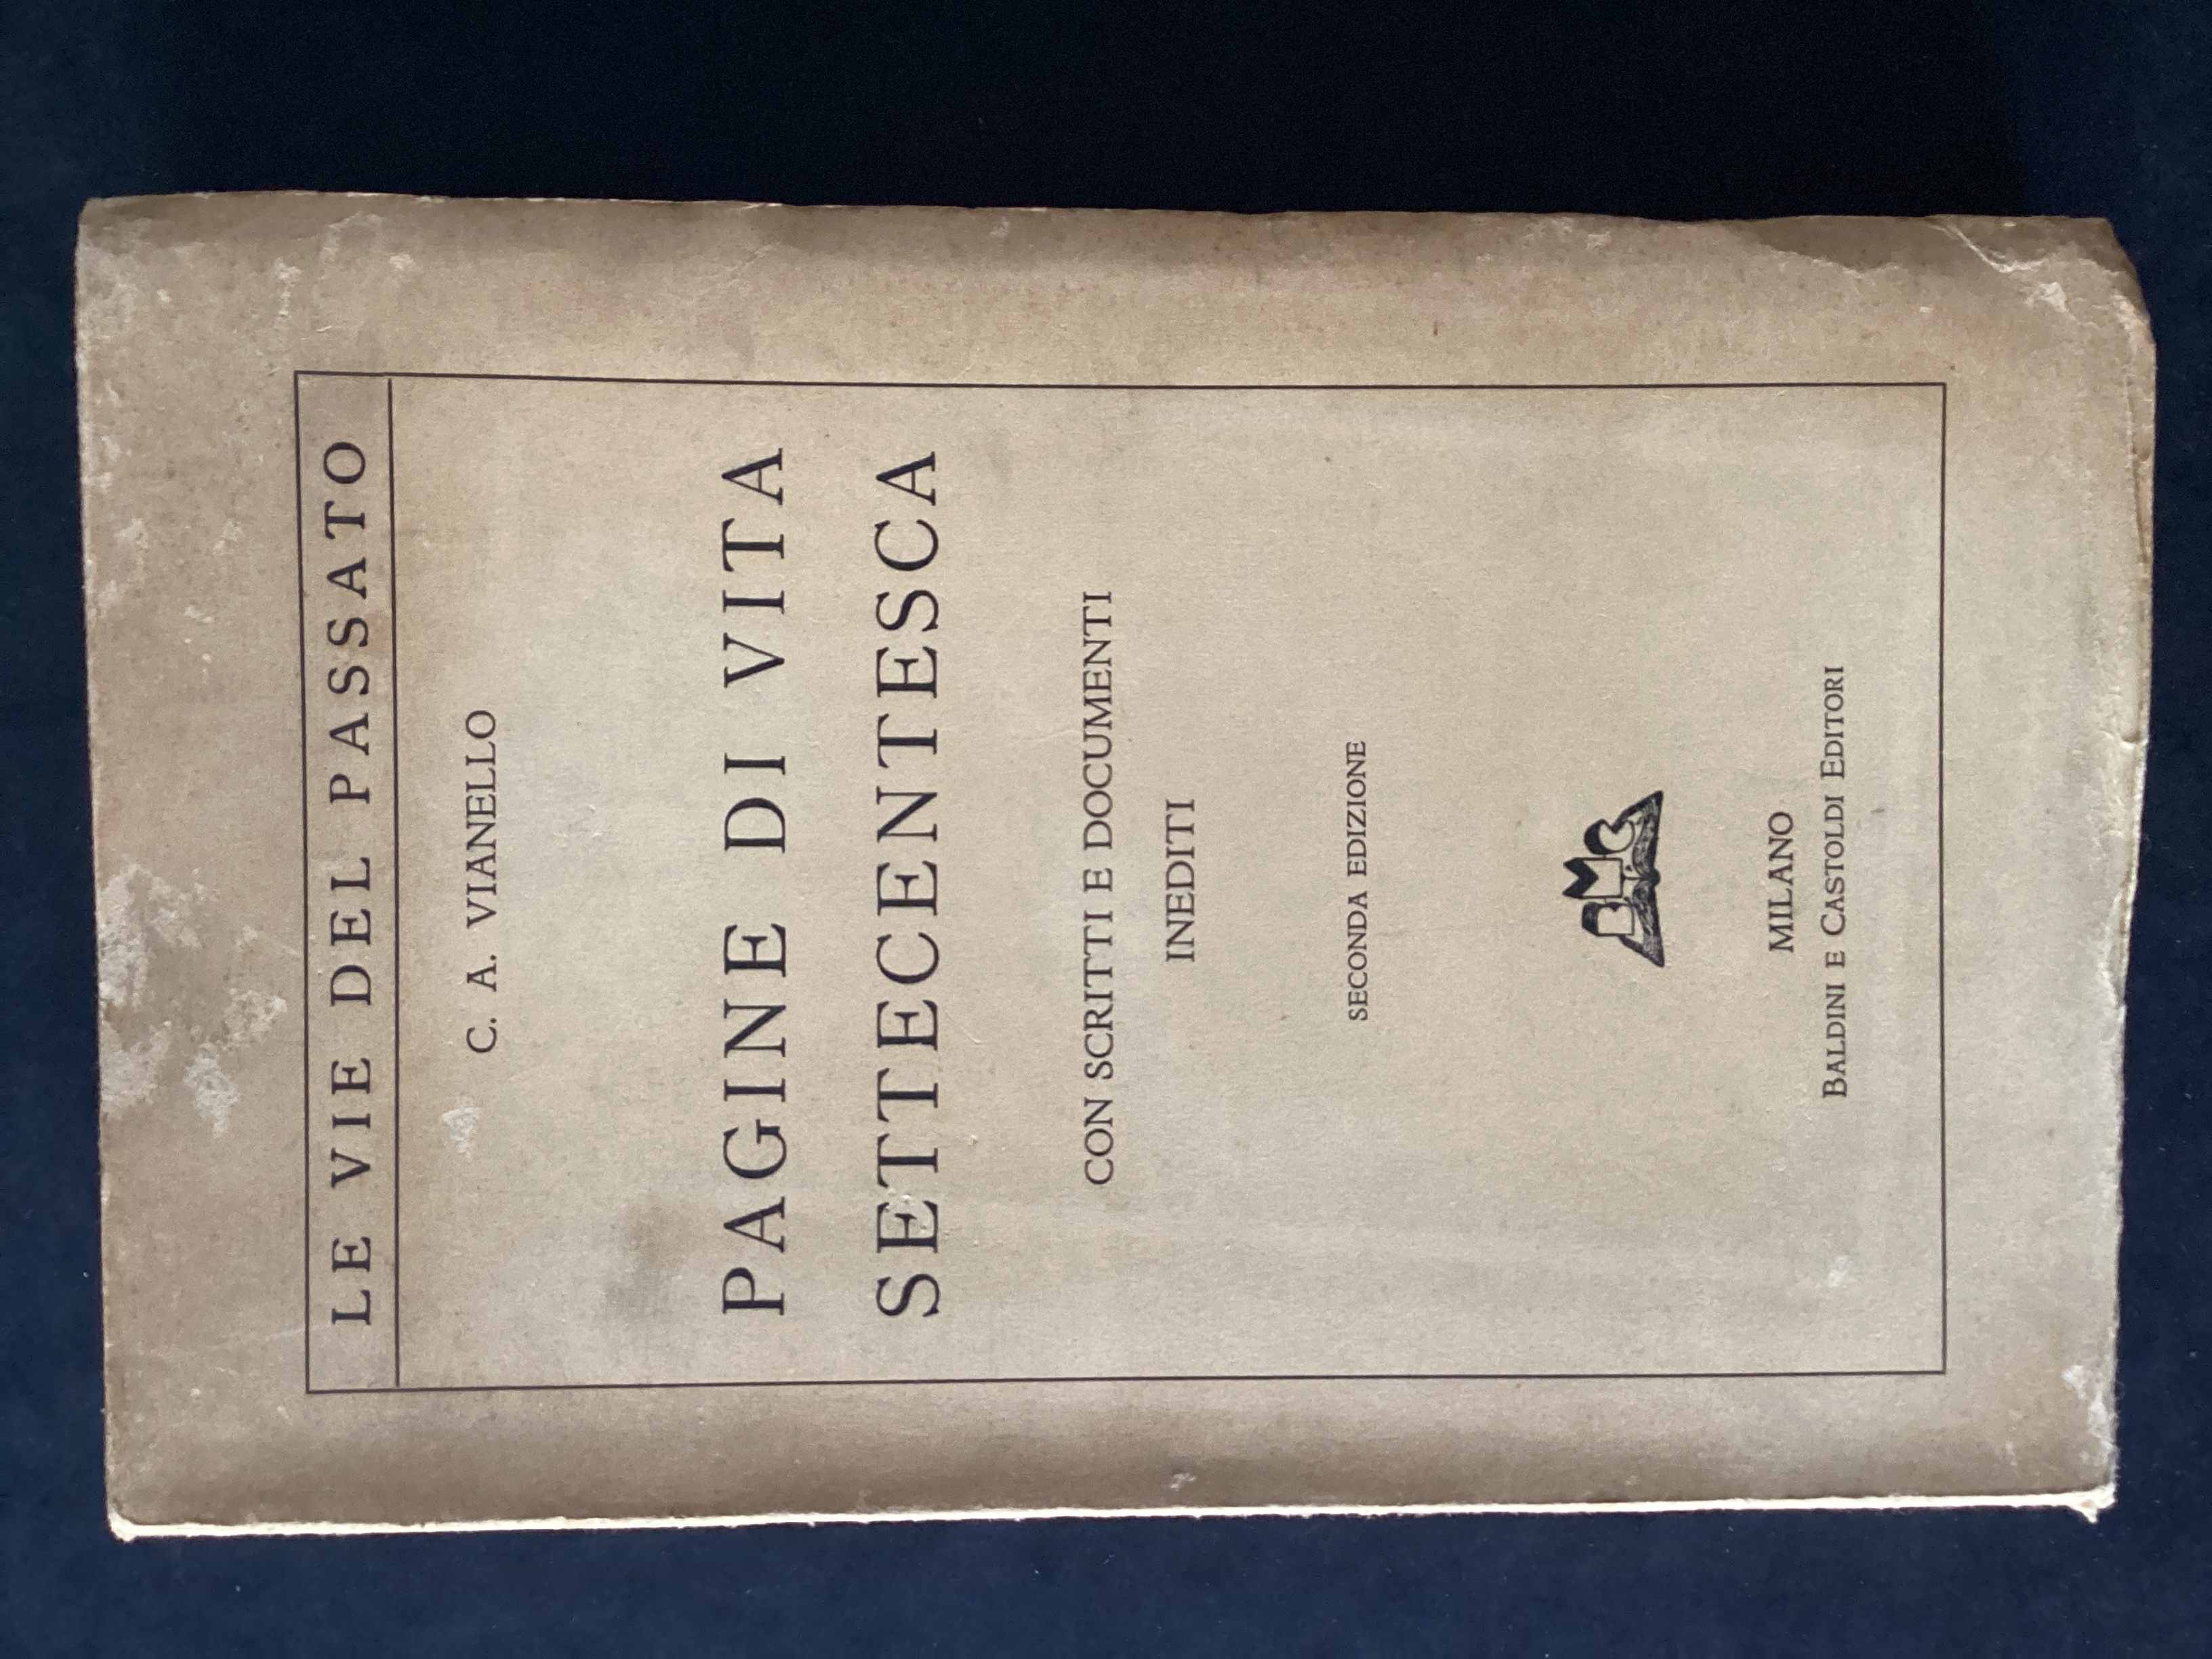 LE VIE DEL PASSATO
C. A. VIANELLO
PAGINE DI VITA
SETTECENTESCA
CON SCRITTI E DOCUMENTI
INEDITI
SECONDA EDIZIONE
MILANO
BALDINI E CASTOLDI EDITORI